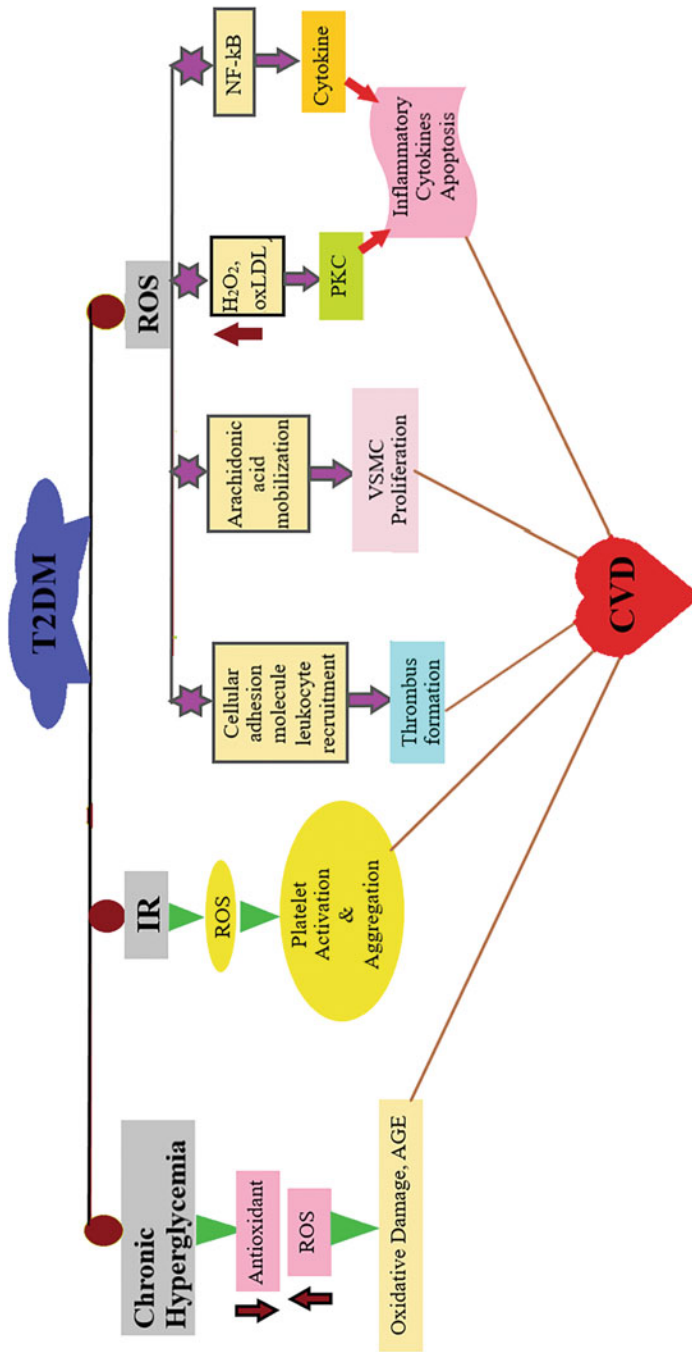 T2DM
Chronic
Hyperglycemia
Antioxidant
ROS
Oxidative Damage, AGE
IR
ROS
Platelet
Activation
&
Aggregation
ROS
Cellular
adhesion
molecule
leukocyte
recruitment
Thrombus
formation
Arachidonic
acid
mobilization
VSMC
Proliferation
H₂O₂,
oxLDL
PKC
NF-kB
Cytokine
Inflammatory
Cytokines
Apoptosis
CVD